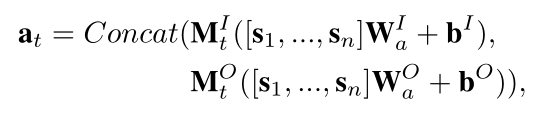 a_t = Concat(M_t^I([s_1, ..., s_n]W_a^I + b^I),
M_t^O([s_1, ..., s_n]W_a^O + b^O)),